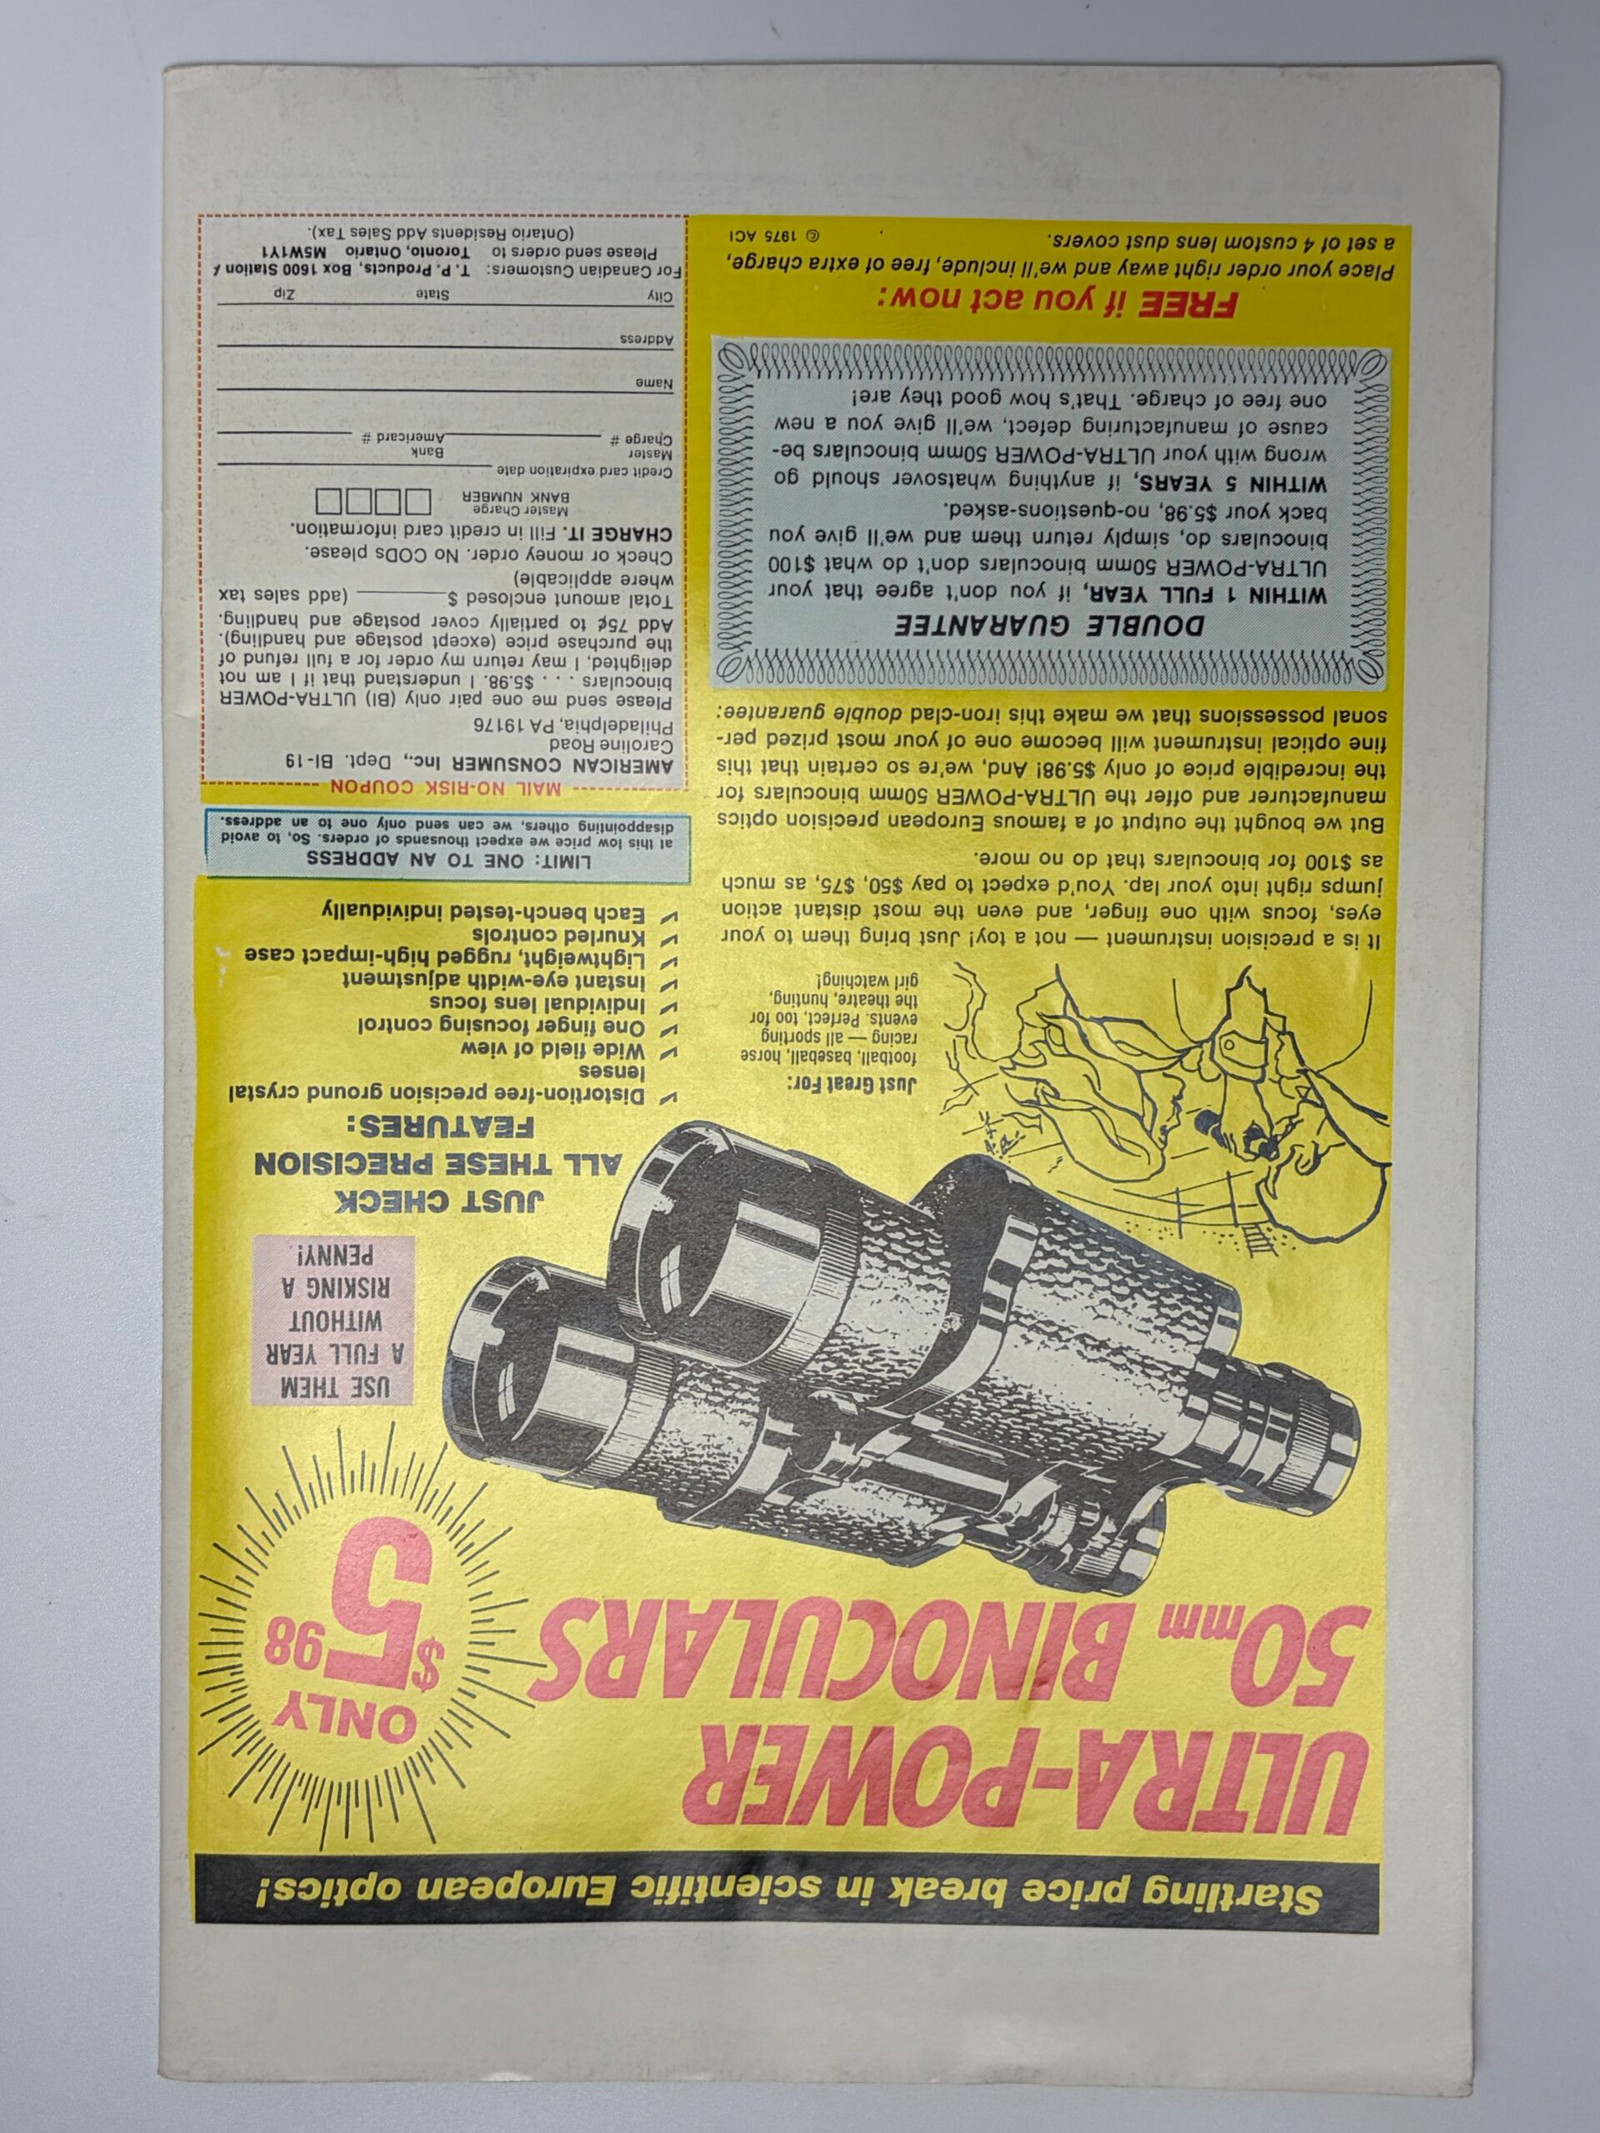 Startling price break in scientific European optics!
ULTRA-POWER
50mm BINOCULARS
ONLY
$5 98
USE THEM
A FULL YEAR
WITHOUT
RISKING A
PENNY!
JUST CHECK
ALL THESE PRECISION
FEATURES:
✓ Distortion-free precision ground crystal
lenses
✓ Wide field of view
✓ One finger focusing control
✓ Individual lens focus
✓ Instant eye-width adjustment
✓ Lightweight, rugged high-impact case
✓ Knurled controls
✓ Each bench-tested individually
Just Great For:
football, baseball, horse
racing — all sporting
events. Perfect, too for
the theatre, hunting,
girl watching!
It is a precision instrument — not a toy! Just bring them to your
eyes, focus with one finger, and even the most distant action
jumps right into your lap. You'd expect to pay $50, $75, as much
as $100 for binoculars that do no more.
But we bought the output of a famous European precision optics
manufacturer and offer the ULTRA-POWER 50mm binoculars for
the incredible price of only $5.98! And, we're so certain that this
fine optical instrument will become one of your most prized per-
sonal possessions that we make this iron-clad double guarantee:
DOUBLE GUARANTEE
WITHIN 1 FULL YEAR, if you don't agree that your
ULTRA-POWER 50mm binoculars don't do what $100
binoculars do, simply return them and we'll give you
back your $5.98, no-questions-asked.
WITHIN 5 YEARS, if anything whatsoever should go
wrong with your ULTRA-POWER 50mm binoculars be-
cause of manufacturing defect, we'll give you a new
one free of charge. That's how good they are!
FREE if you act now:
Place your order right away and we'll include, free of extra charge,
a set of 4 custom lens dust covers.
© 1975 ACI
LIMIT: ONE TO AN ADDRESS
at this low price we expect thousands of orders. So, to avoid
disappointing others, we can send only one to an address.
MAIL NO-RISK COUPON
AMERICAN CONSUMER Inc., Dept. BI-19
Caroline Road
Philadelphia, PA 19176
Please send me one pair only (BI) ULTRA-POWER
binoculars . . . $5.98. I understand that if I am not
delighted, I may return my order for a full refund of
the purchase price (except postage and handling).
Add 75¢ to partially cover postage and handling.
Total amount enclosed $ (add sales tax
where applicable)
Check or money order. No CODs please.
CHARGE IT. Fill in credit card information.
Master Charge
BANK NUMBER
Credit card expiration date
Master Bank
Charge # Americard #
Name
Address
City State Zip
For Canadian Customers: T. P. Products, Box 1600 Station
Please send orders to Toronto, Ontario M5W1Y1
(Ontario Residents Add Sales Tax).